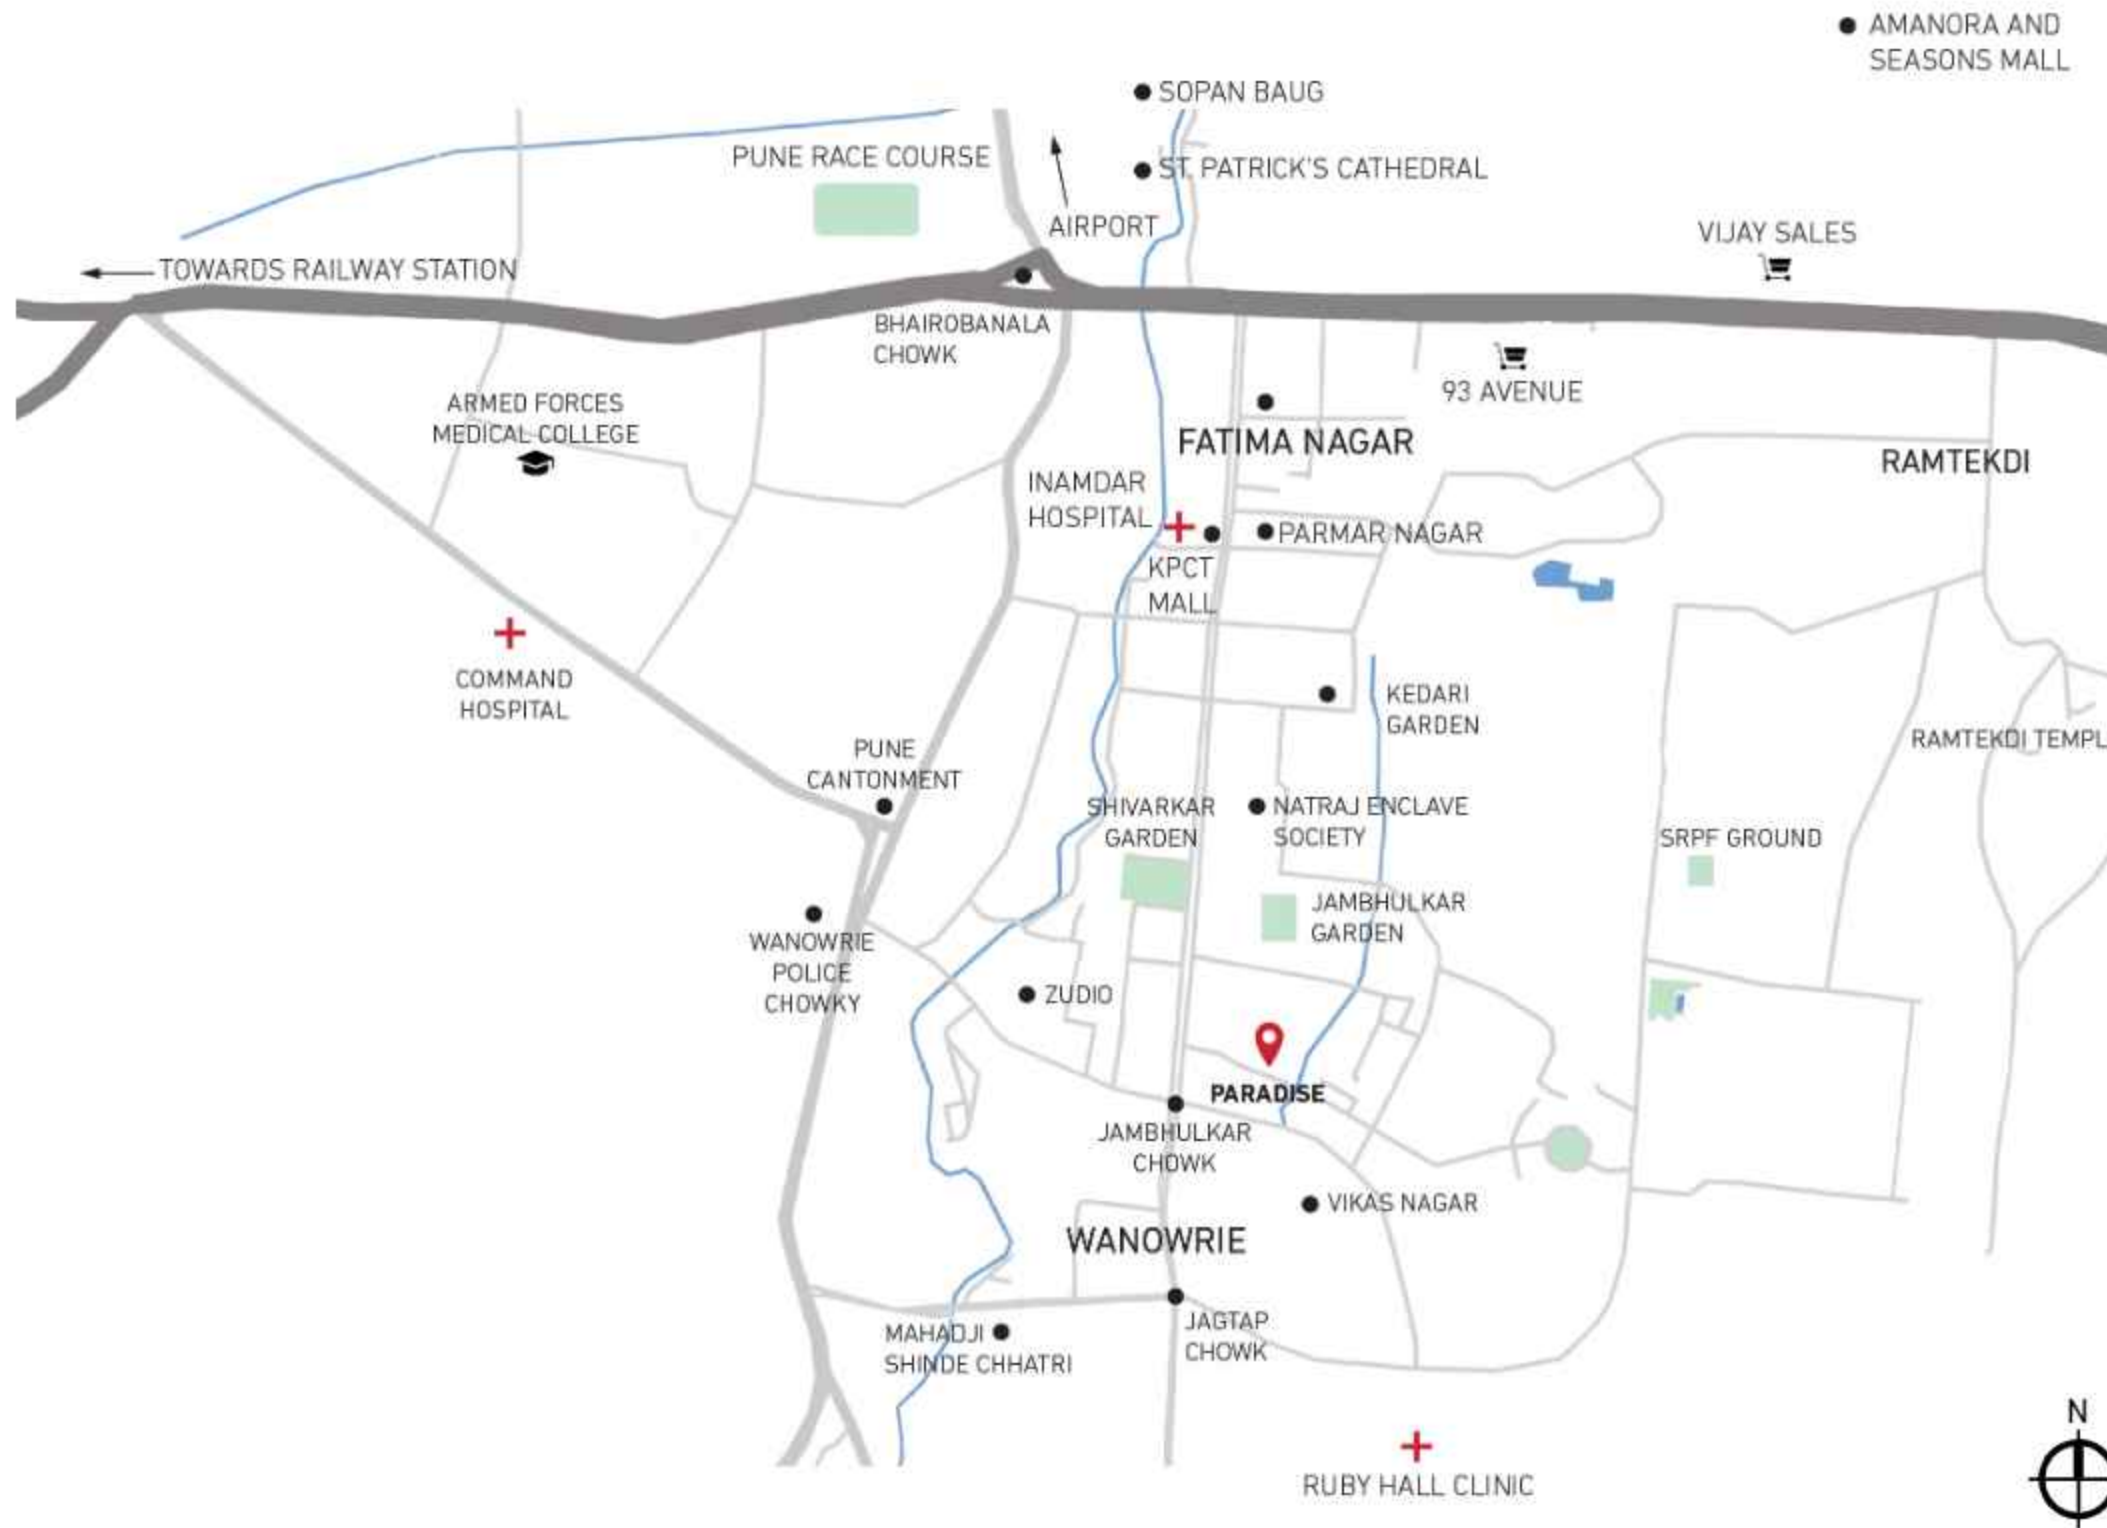 AMANORA AND
SEASONS MALL
SOPAN BAUG
PUNE RACE COURSE
ST. PATRICK'S CATHEDRAL
AIRPORT
VIJAY SALES
TOWARDS RAILWAY STATION
BHAIROBANALA
CHOWK
93 AVENUE
ARMED FORCES
MEDICAL COLLEGE
FATIMA NAGAR
RAMTEKDI
INAMDAR
HOSPITAL
PARMAR NAGAR
KPCT
MALL
COMMAND
HOSPITAL
KEDARI
GARDEN
PUNE
CANTONMENT
RAMTEKDI TEMPL
SHIVARKAR
GARDEN
NATRAJ ENCLAVE
SOCIETY
SRPF GROUND
JAMBHULKAR
GARDEN
WANOWRIE
POLICE
CHOWKY
ZUDIO
PARADISE
JAMBHULKAR
CHOWK
VIKAS NAGAR
WANOWRIE
JAGTAP
CHOWK
MAHADJI
SHINDE CHHATRI
N
RUBY HALL CLINIC